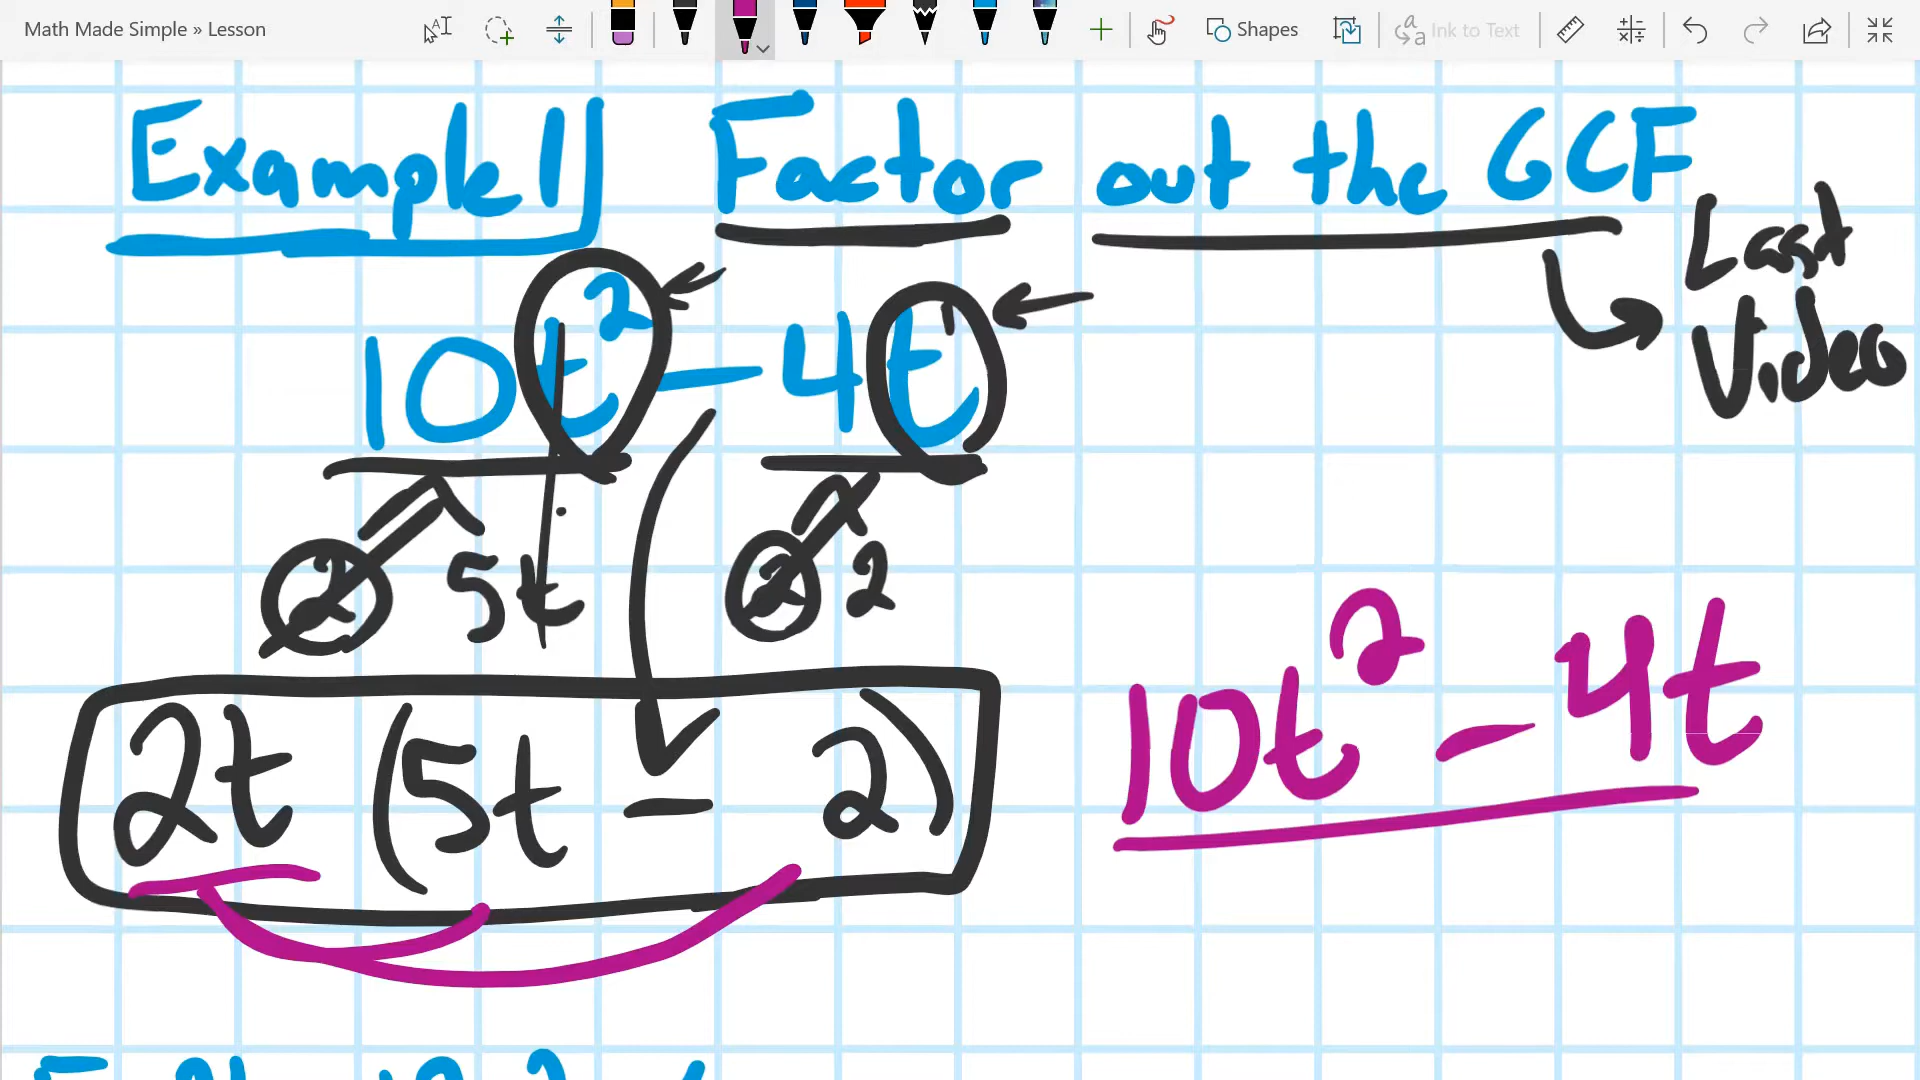 Math Made Simple » Lesson
Shapes
Ink to Text
Example 1) Factor out the GCF
Last
Video
10t² - 4t
2 5t 2 2
2t (5t - 2)
10t² - 4t